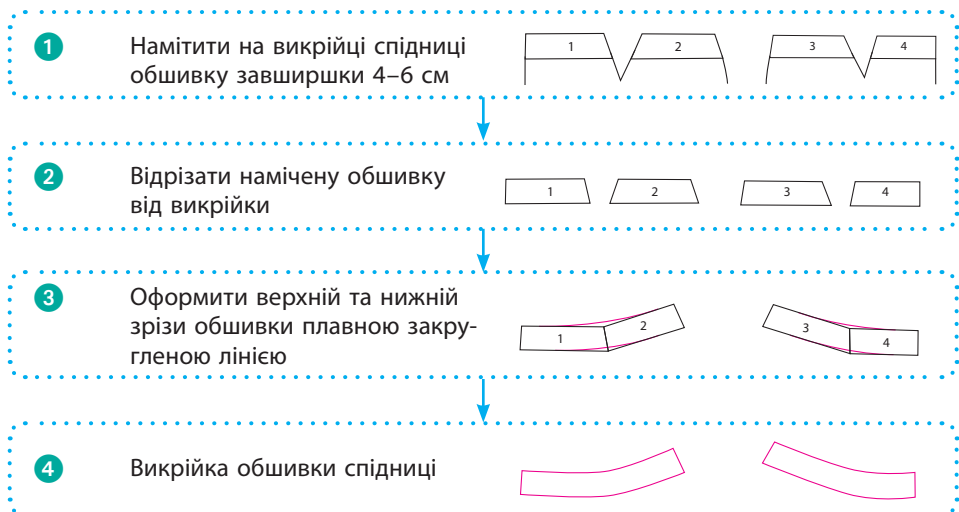 1
Намітити на викрійці спідниці
обшивку завширшки 4–6 см
1 2 3 4
2
Відрізати намічену обшивку
від викрійки
1 2 3 4
3
Оформити верхній та нижній
зрізи обшивки плавною закру-
гленою лінією
1 2 3 4
4
Викрійка обшивки спідниці